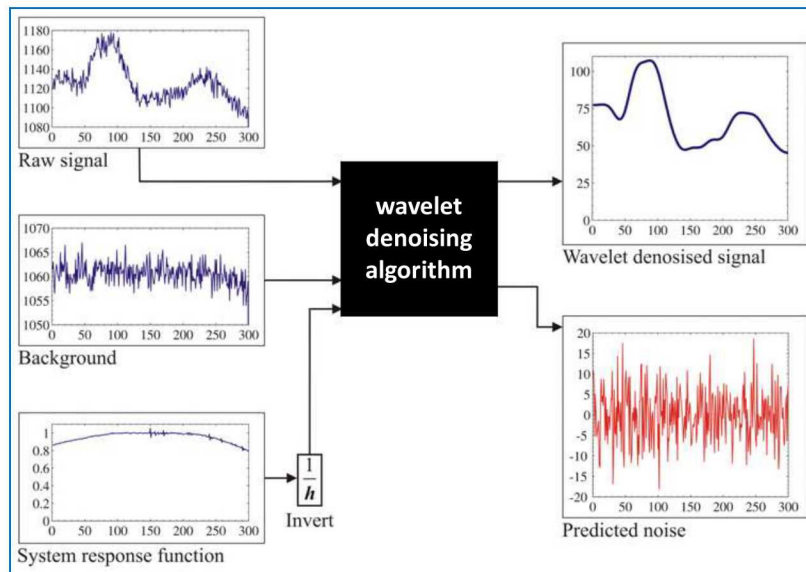 1180
1160
1140
1120
1100
1080
0 50 100 150 200 250 300
Raw signal
1070
1065
1060
1055
1050
0 50 100 150 200 250 300
Background
1
0.8
0.6
0.4
0.2
0
0 50 100 150 200 250 300
System response function
1
h
Invert
wavelet
denoising
algorithm
100
75
50
25
0
0 50 100 150 200 250 300
Wavelet denosised signal
20
15
10
5
0
-5
-10
-15
-20
0 50 100 150 200 250 300
Predicted noise